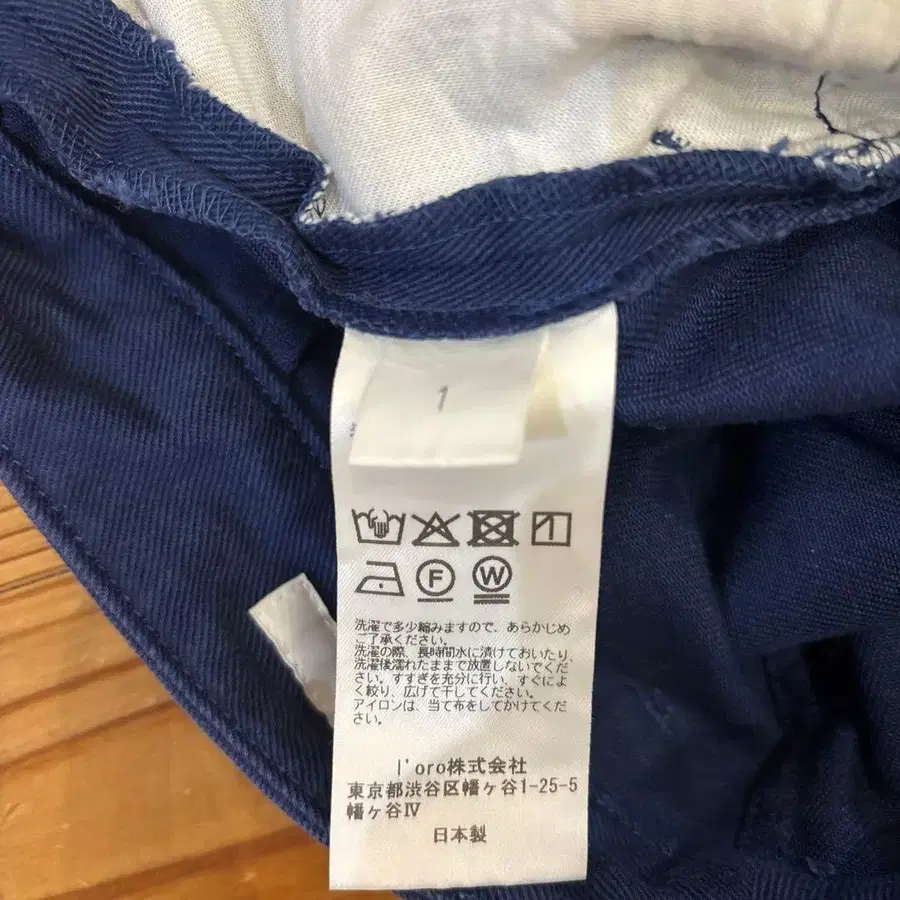 1
F
W
洗濯で多少縮みますので、あらかじめ
ご了承ください。
洗濯の際、長時間水に漬けておいたり、
洗濯後濡れたままで放置しないでくだ
さい。すすぎを充分に行い、すぐによ
く絞り、広げて干してください。
アイロンは、当て布をしてかけてくだ
さい。
l'oro株式会社
東京都渋谷区幡ヶ谷1-25-5
幡ヶ谷Ⅳ
日本製